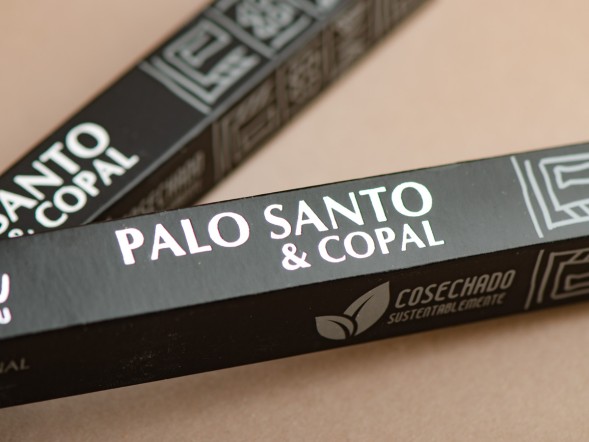 SANTO
& COPAL
COSECHADO
PALO SANTO
& COPAL
COSECHADO
SUSTENTABLEMENTE